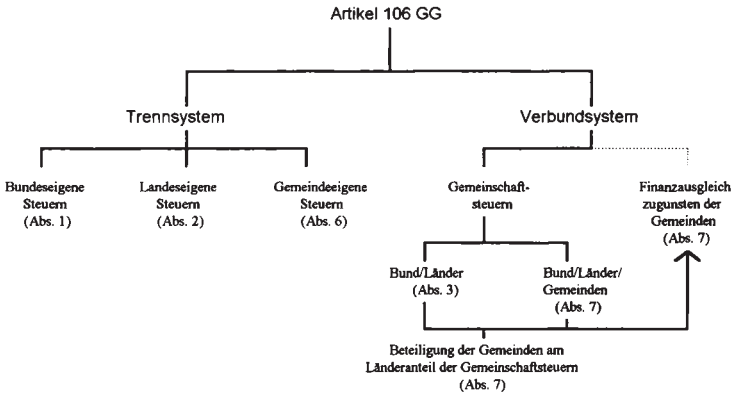 Artikel 106 GG
Trennsystem
Verbundsystem
Bundeseigene
Steuern
(Abs. 1)
Landeseigene
Steuern
(Abs. 2)
Gemeindeeigene
Steuern
(Abs. 6)
Gemeinschaft-
steuern
Finanzausgleich
zugunsten der
Gemeinden
(Abs. 7)
Bund/Länder
(Abs. 3)
Bund/Länder/
Gemeinden
(Abs. 7)
Beteiligung der Gemeinden am
Länderanteil der Gemeinschaftsteuern
(Abs. 7)